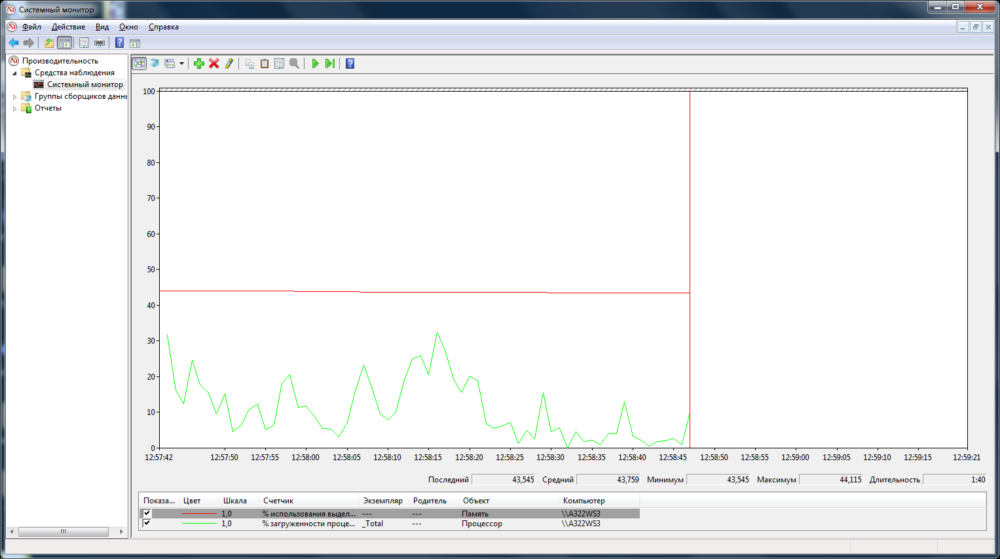 Системный монитор
Файл Действие Вид Окно Справка
Производительность
Средства наблюдения
Системный монитор
Группы сборщиков данны
Отчеты
100
90
80
70
60
50
40
30
20
10
0
12:57:42 12:57:50 12:57:55 12:58:00 12:58:05 12:58:10 12:58:15 12:58:20 12:58:25 12:58:30 12:58:35 12:58:40 12:58:45 12:58:50 12:58:55 12:59:00 12:59:05 12:59:10 12:59:15 12:59:21
Последний 43,545 Средний 43,759 Минимум 43,545 Максимум 44,115 Длительность 1:40
Показа... Цвет Шкала Счетчик Экземпляр Родитель Объект Компьютер
1,0 % использования выдел... --- --- Память \\A322WS3
1,0 % загруженности проце... _Total --- Процессор \\A322WS3